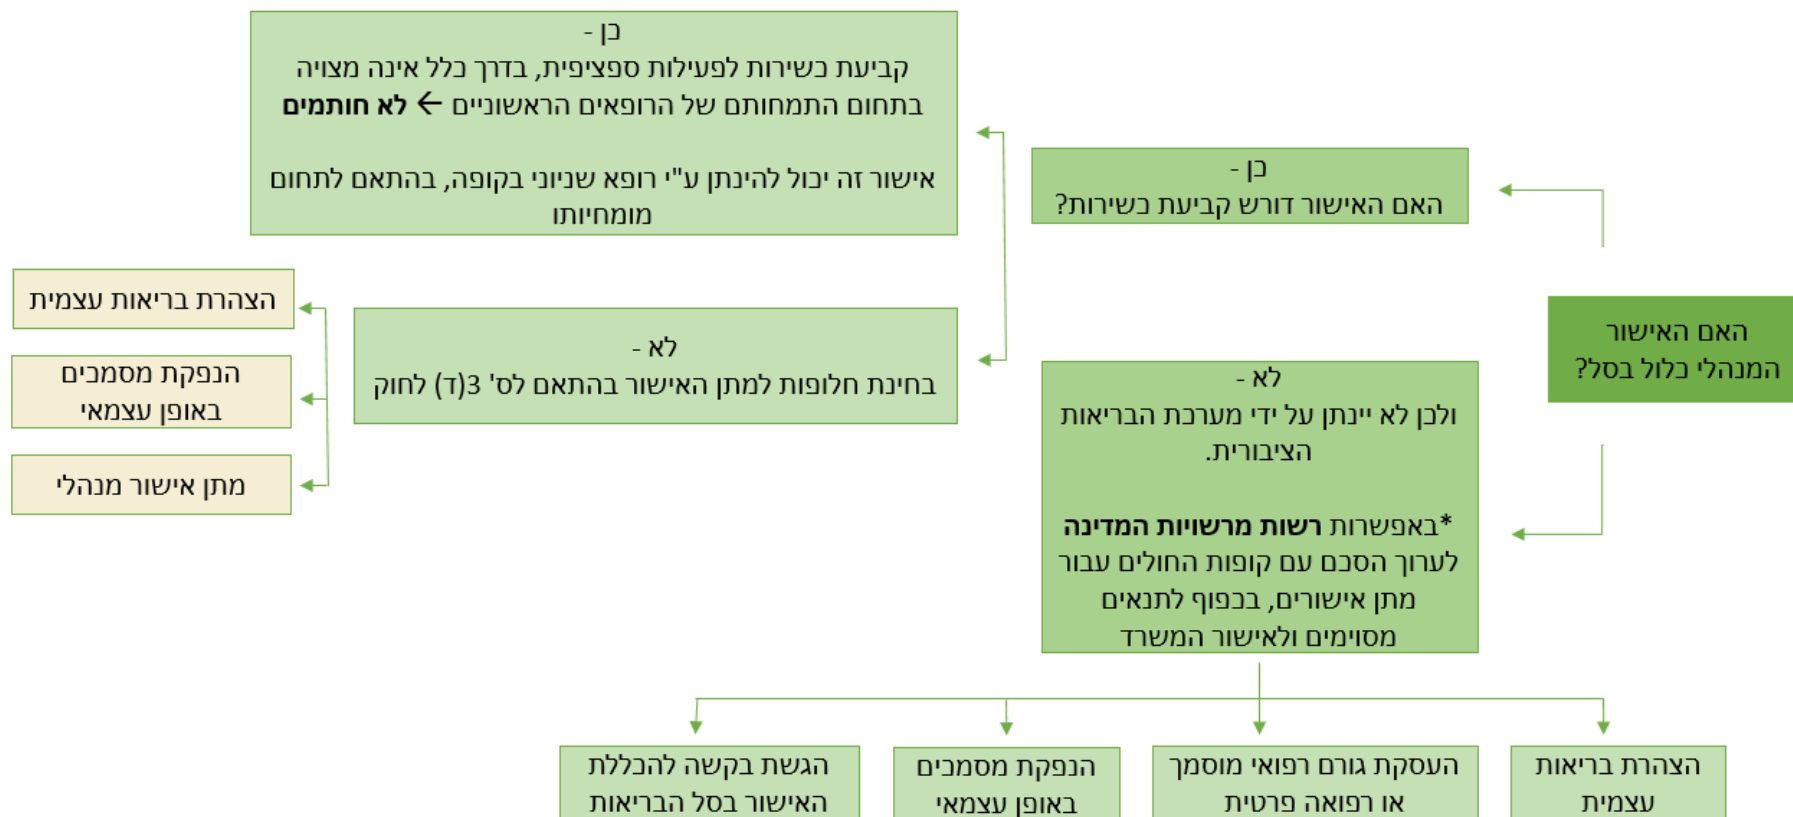 האם האישור
המנהלי כלול בסל?
כן -
האם האישור דורש קביעת כשירות?
כן -
קביעת כשירות לפעילות ספציפית, בדרך כלל אינה מצויה
בתחום התמחותם של הרופאים הראשוניים ← לא חותמים
אישור זה יכול להינתן ע"י רופא שניוני בקופה, בהתאם לתחום
מומחיותו
לא -
בחינת חלופות למתן האישור בהתאם לס' 3(ד) לחוק
הצהרת בריאות עצמית
הנפקת מסמכים
באופן עצמאי
מתן אישור מנהלי
לא -
ולכן לא יינתן על ידי מערכת הבריאות
הציבורית.
*באפשרות רשות מרשויות המדינה
לערוך הסכם עם קופות החולים עבור
מתן אישורים, בכפוף לתנאים
מסוימים ולאישור המשרד
הצהרת בריאות
עצמית
העסקת גורם רפואי מוסמך
או רפואה פרטית
הנפקת מסמכים
באופן עצמאי
הגשת בקשה להכללת
האישור בסל הבריאות